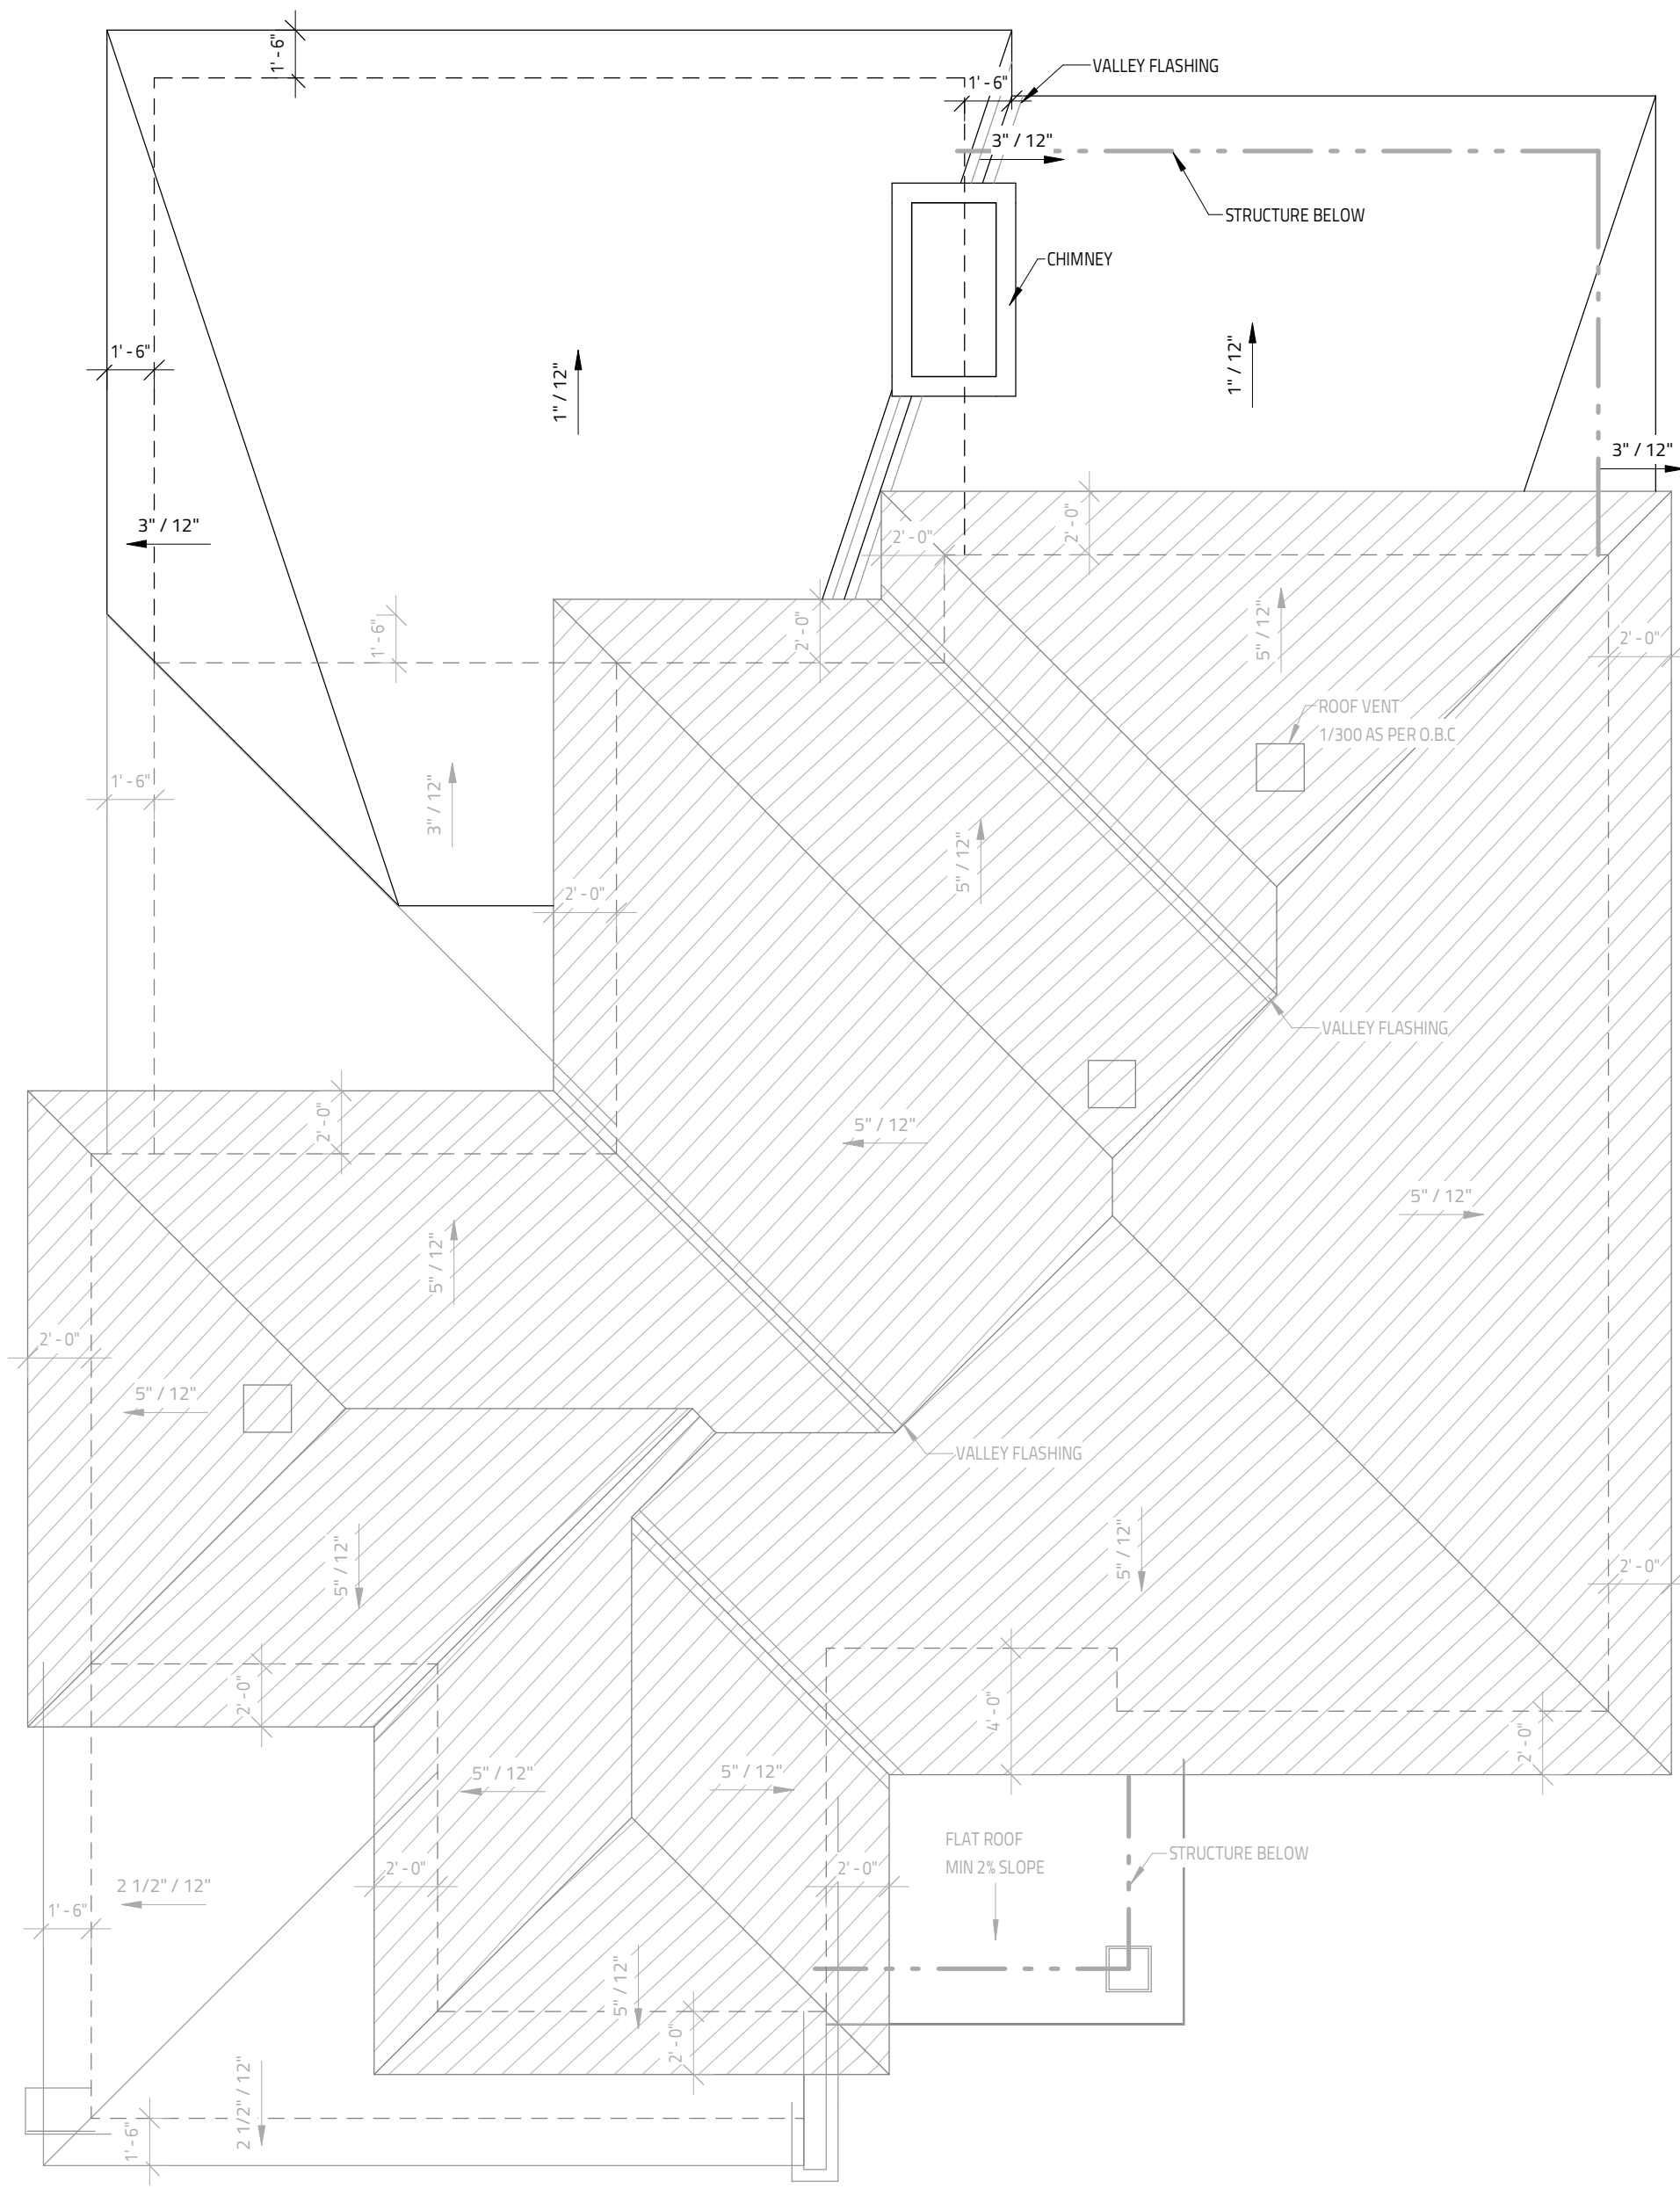 1' - 6"
VALLEY FLASHING
1' - 6"
3" / 12"
STRUCTURE BELOW
CHIMNEY
1' - 6"
1" / 12"
1" / 12"
3" / 12"
3" / 12"
2' - 0"
2' - 0"
1' - 6"
2' - 0"
5" / 12"
2' - 0"
ROOF VENT
1/300 AS PER O.B.C
1' - 6"
3" / 12"
5" / 12"
2' - 0"
VALLEY FLASHING
2' - 0"
5" / 12"
5" / 12"
5" / 12"
2' - 0"
5" / 12"
VALLEY FLASHING
5" / 12"
5" / 12"
2' - 0"
2' - 0"
4' - 0"
2' - 0"
5" / 12"
5" / 12"
FLAT ROOF
MIN 2% SLOPE
STRUCTURE BELOW
2' - 0"
2' - 0"
2 1/2" / 12"
1' - 6"
5" / 12"
2' - 0"
2 1/2" / 12"
1' - 6"